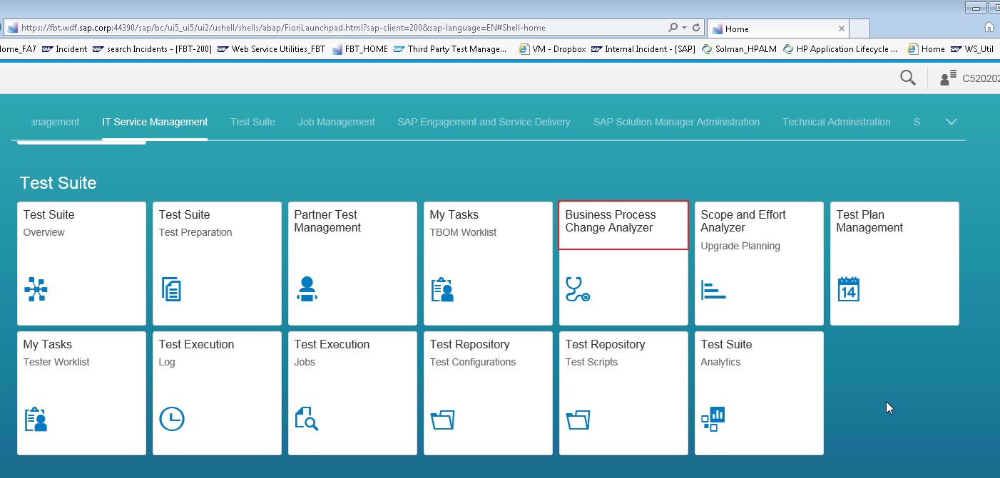 https://fbt.wdf.sap.corp:44390/sap/bc/ui5_ui5/ui2/ushell/shells/abap/FioriLaunchpad.html?sap-client=200&sap-language=EN#Shell-home
Home
Home_FA7 Incident search Incidents - [FBT-200] Web Service Utilities_FBT FBT_HOME Third Party Test Manage... VM - Dropbox Internal Incident - [SAP] Solman_HPALM HP Application Lifecycle ... Home WS_Util
C520202
anagement IT Service Management Test Suite Job Management SAP Engagement and Service Delivery SAP Solution Manager Administration Technical Administration S
Test Suite
Test Suite
Overview
Test Suite
Test Preparation
Partner Test
Management
My Tasks
TBOM Worklist
Business Process
Change Analyzer
Scope and Effort
Analyzer
Upgrade Planning
Test Plan
Management
14
My Tasks
Tester Worklist
Test Execution
Log
Test Execution
Jobs
Test Repository
Test Configurations
Test Repository
Test Scripts
Test Suite
Analytics